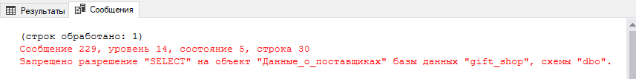 Результаты Сообщения
(строк обработано: 1)
Сообщение 229, уровень 14, состояние 5, строка 30
Запрещено разрешение "SELECT" на объект "Данные_о_поставщиках" базы данных "gift_shop", схемы "dbo".